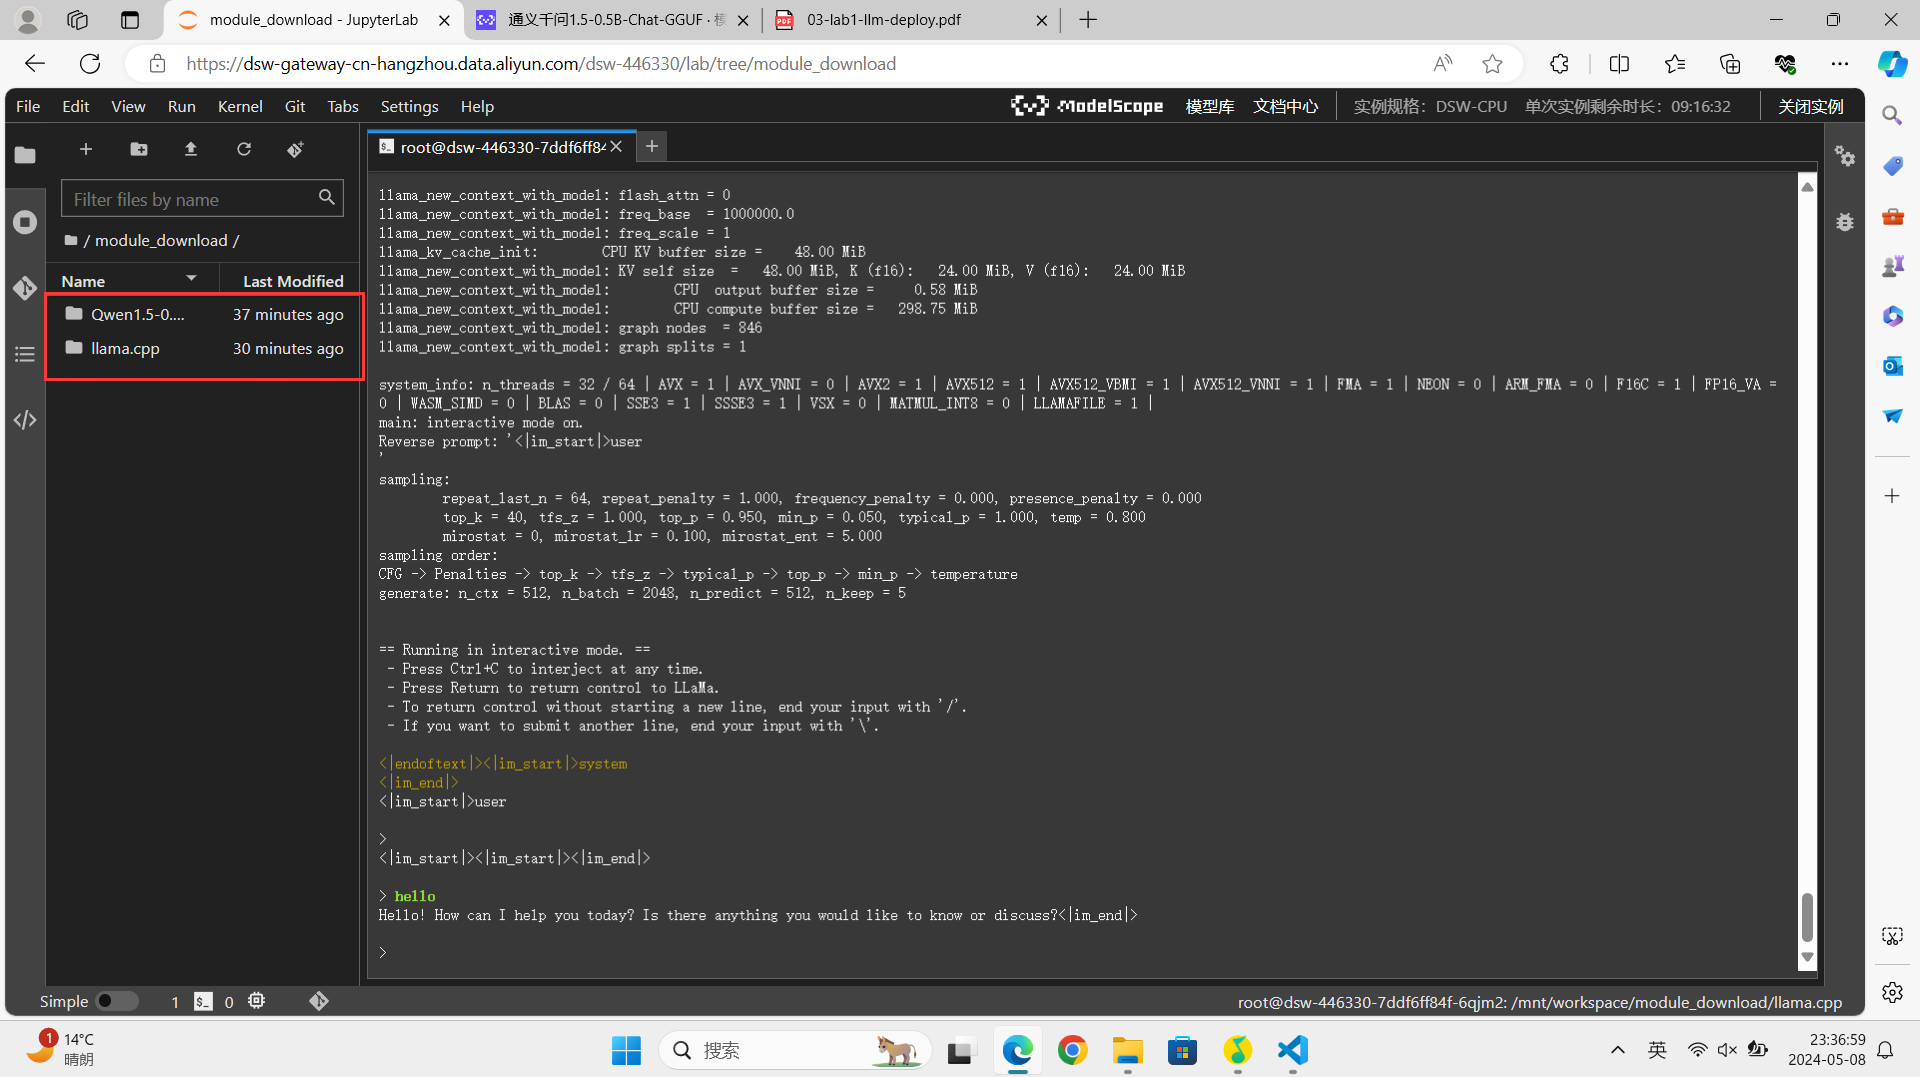 module_download - JupyterLab
通义千问1.5-0.5B-Chat-GGUF · 模
03-lab1-llm-deploy.pdf
https://dsw-gateway-cn-hangzhou.data.aliyun.com/dsw-446330/lab/tree/module_download
File Edit View Run Kernel Git Tabs Settings Help
ModelScope 模型库 文档中心 实例规格: DSW-CPU 单次实例剩余时长: 09:16:32 关闭实例
root@dsw-446330-7ddf6ff84
Filter files by name
/ module_download /
Name Last Modified
Qwen1.5-0.... 37 minutes ago
llama.cpp 30 minutes ago
llama_new_context_with_model: flash_attn = 0
llama_new_context_with_model: freq_base = 1000000.0
llama_new_context_with_model: freq_scale = 1
llama_kv_cache_init: CPU KV buffer size = 48.00 MiB
llama_new_context_with_model: KV self size = 48.00 MiB, K (f16): 24.00 MiB, V (f16): 24.00 MiB
llama_new_context_with_model: CPU output buffer size = 0.58 MiB
llama_new_context_with_model: CPU compute buffer size = 298.75 MiB
llama_new_context_with_model: graph nodes = 846
llama_new_context_with_model: graph splits = 1
system_info: n_threads = 32 / 64 | AVX = 1 | AVX_VNNI = 0 | AVX2 = 1 | AVX512 = 1 | AVX512_VBMI = 1 | AVX512_VNNI = 1 | FMA = 1 | NEON = 0 | ARM_FMA = 0 | F16C = 1 | FP16_VA =
0 | WASM_SIMD = 0 | BLAS = 0 | SSE3 = 1 | SSSE3 = 1 | VSX = 0 | MATMUL_INT8 = 0 | LLAMAFILE = 1 |
main: interactive mode on.
Reverse prompt: '<|im_start|>user
'
sampling:
repeat_last_n = 64, repeat_penalty = 1.000, frequency_penalty = 0.000, presence_penalty = 0.000
top_k = 40, tfs_z = 1.000, top_p = 0.950, min_p = 0.050, typical_p = 1.000, temp = 0.800
mirostat = 0, mirostat_lr = 0.100, mirostat_ent = 5.000
sampling order:
CFG -> Penalties -> top_k -> tfs_z -> typical_p -> top_p -> min_p -> temperature
generate: n_ctx = 512, n_batch = 2048, n_predict = 512, n_keep = 5
== Running in interactive mode. ==
- Press Ctrl+C to interject at any time.
- Press Return to return control to LLaMa.
- To return control without starting a new line, end your input with '/'.
- If you want to submit another line, end your input with '\'.
<|endoftext|><|im_start|>system
<|im_end|>
<|im_start|>user
>
<|im_start|><|im_start|><|im_end|>
> hello
Hello! How can I help you today? Is there anything you would like to know or discuss?<|im_end|>
>
Simple 1 0
root@dsw-446330-7ddf6ff84f-6qjm2: /mnt/workspace/module_download/llama.cpp
1 14°C
晴朗
搜索
英
23:36:59
2024-05-08